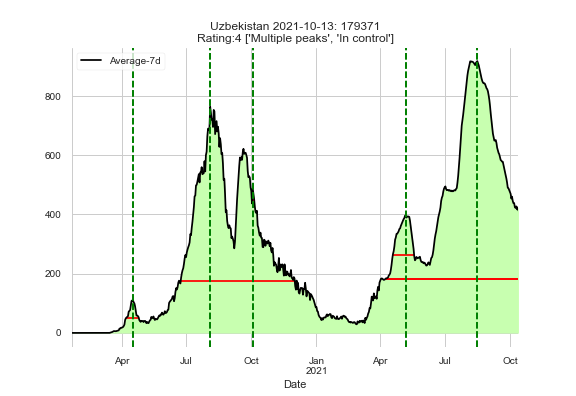 Uzbekistan 2021-10-13: 179371
Rating:4 ['Multiple peaks', 'In control']
Average-7d
800
600
400
200
0
Apr Jul Oct Jan Apr Jul Oct
2021
Date